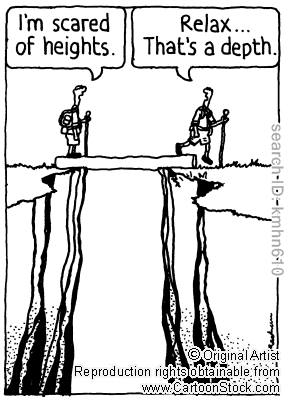 I'm scared
of heights.
Relax...
That's a depth.
search ID: kmhn610
© Original Artist
Reproduction rights obtainable from
www.CartoonStock.com